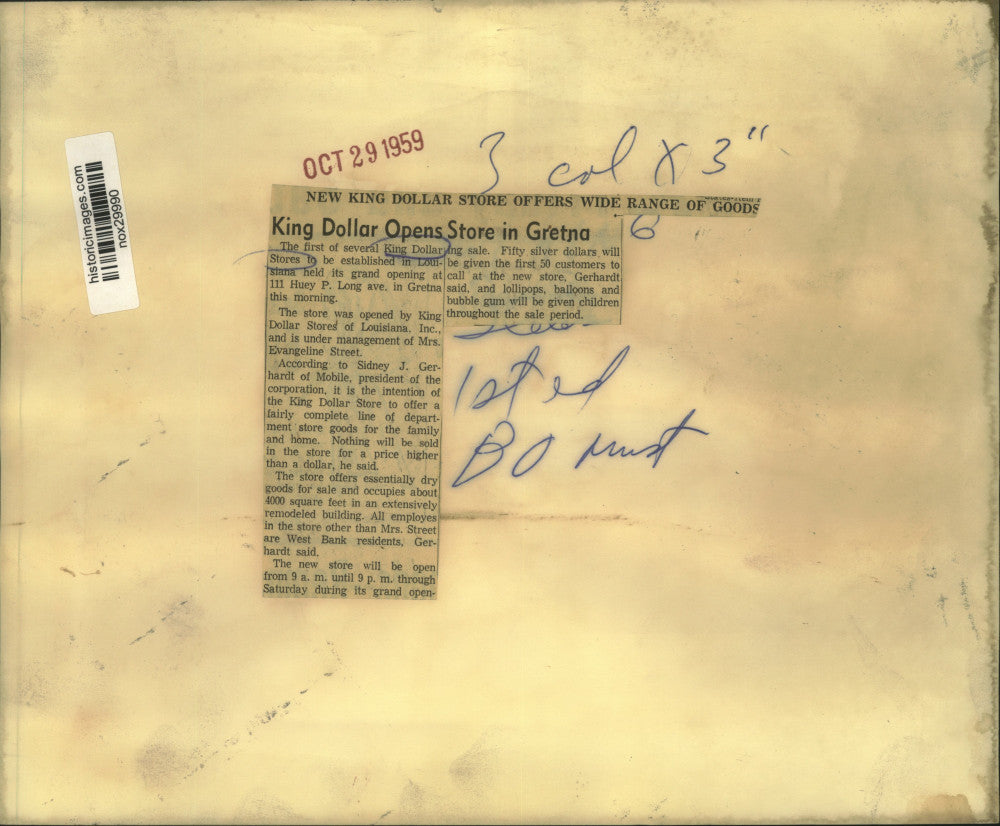 historicimages.com
nox29990
OCT 29 1959
3 col X 3"
NEW KING DOLLAR STORE OFFERS WIDE RANGE OF GOODS
King Dollar Opens Store in Gretna
6
The first of several King Dollar
Stores to be established in Loui-
siana held its grand opening at
111 Huey P. Long ave. in Gretna
this morning.
The store was opened by King
Dollar Stores of Louisiana, Inc.,
and is under management of Mrs.
Evangeline Street.
According to Sidney J. Ger-
hardt of Mobile, president of the
corporation, it is the intention of
the King Dollar Store to offer a
fairly complete line of depart-
ment store goods for the family
and home. Nothing will be sold
in the store for a price higher
than a dollar, he said.
The store offers essentially dry
goods for sale and occupies about
4000 square feet in an extensively
remodeled building. All employes
in the store other than Mrs. Street
are West Bank residents, Ger-
hardt said.
The new store will be open
from 9 a. m. until 9 p. m. through
Saturday during its grand open-
ing sale. Fifty silver dollars will
be given the first 50 customers to
call at the new store, Gerhardt
said, and lollipops, balloons and
bubble gum will be given children
throughout the sale period.
1st ed
BO must